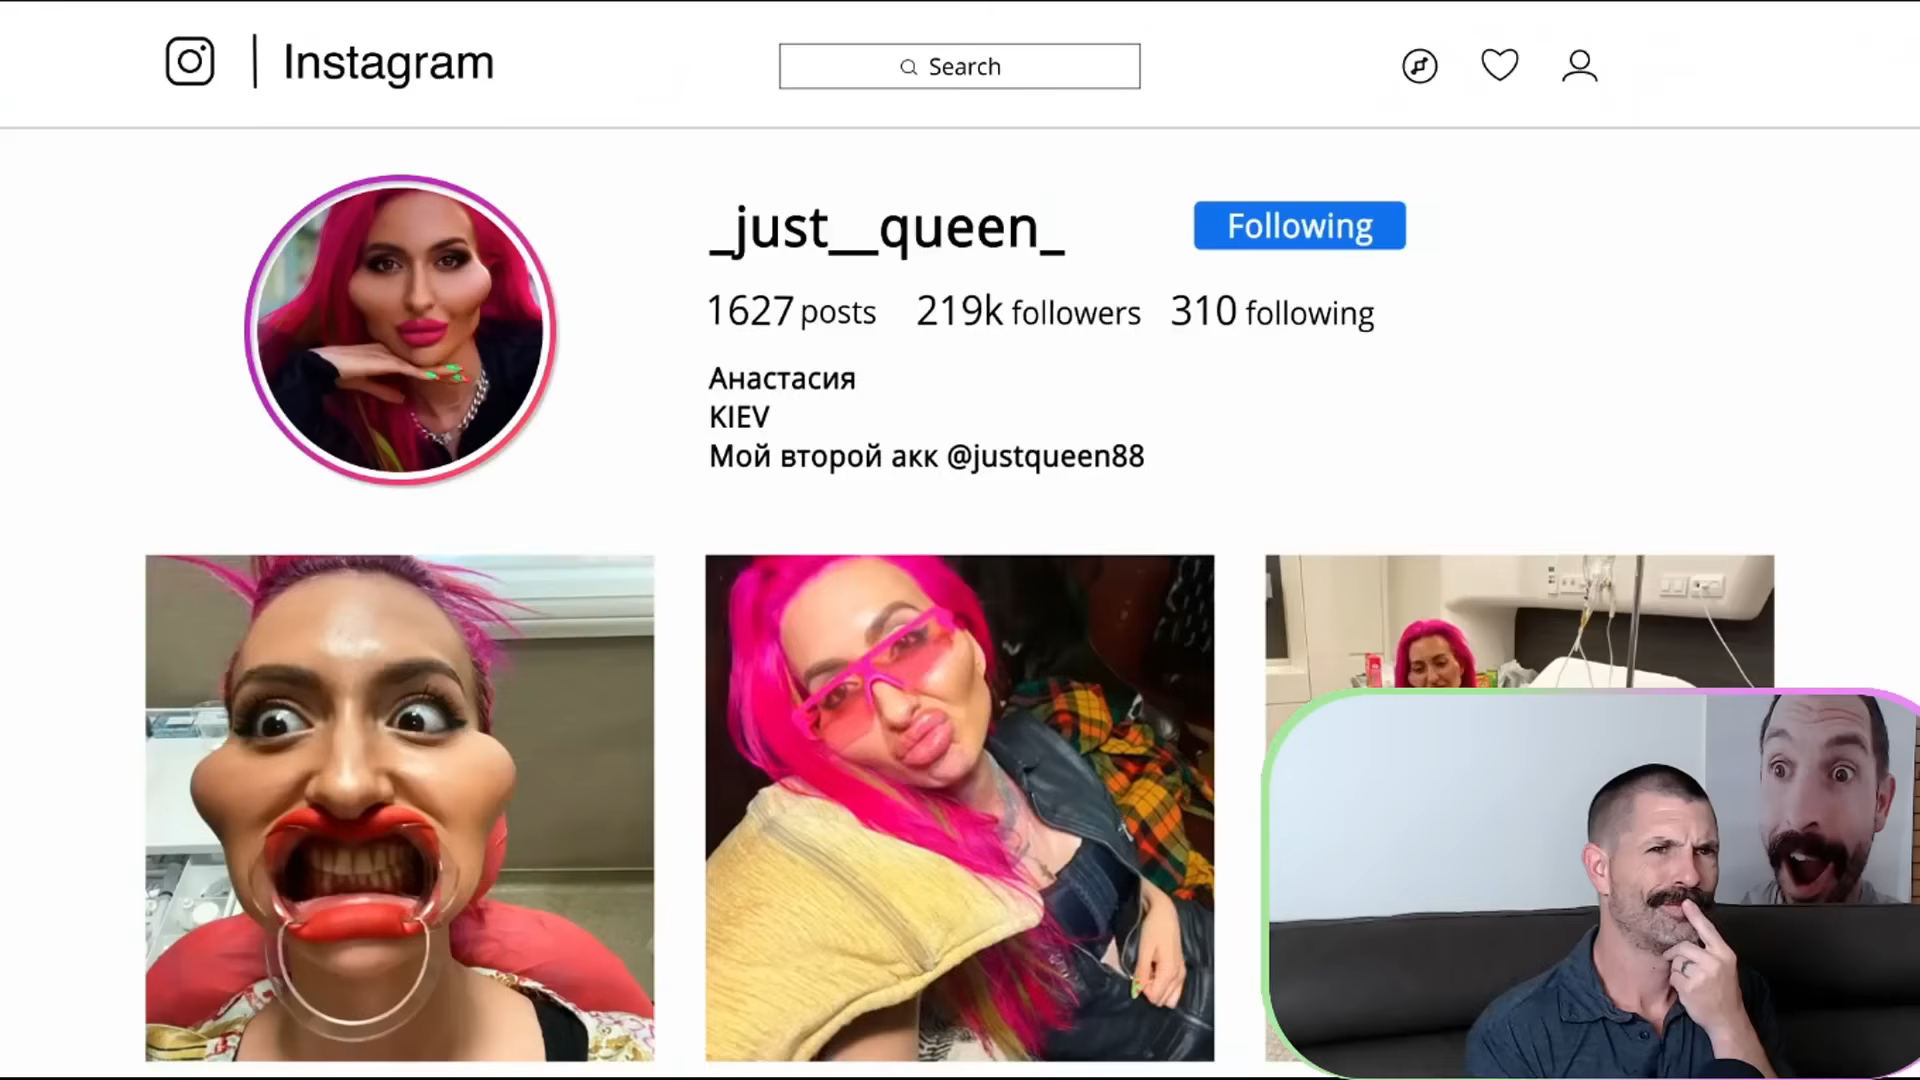 Instagram
Search
_just__queen_
Following
1627 posts 219k followers 310 following
Анастасия
KIEV
Мой второй акк @justqueen88